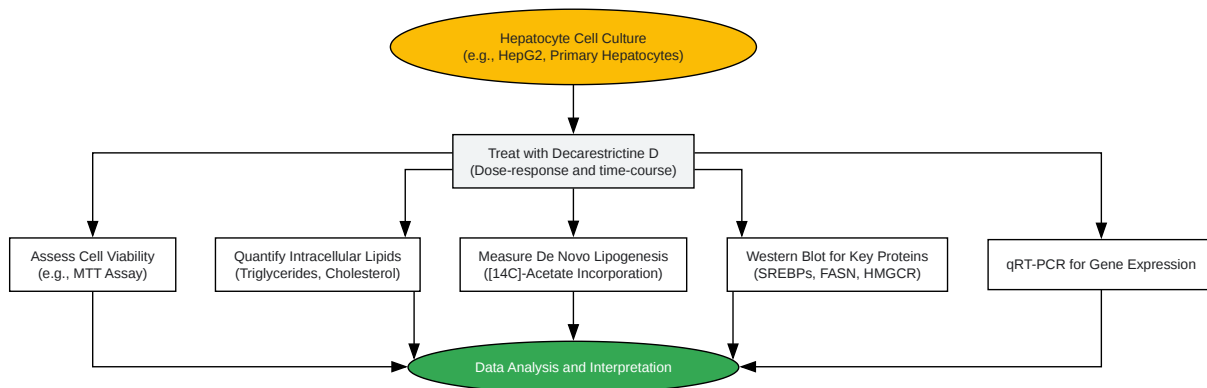 Hepatocyte Cell Culture
(e.g., HepG2, Primary Hepatocytes)
Treat with Decarestrictine D
(Dose-response and time-course)
Assess Cell Viability
(e.g., MTT Assay)
Quantify Intracellular Lipids
(Triglycerides, Cholesterol)
Measure De Novo Lipogenesis
([14C]-Acetate Incorporation)
Western Blot for Key Proteins
(SREBPs, FASN, HMGCR)
qRT-PCR for Gene Expression
Data Analysis and Interpretation